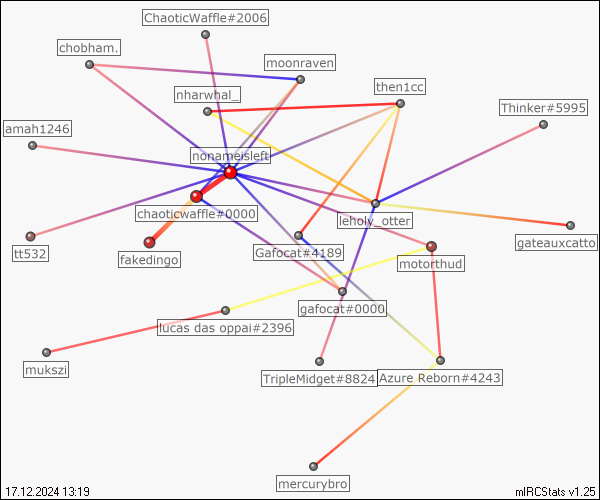 ChaoticWaffle#2006
chobham.
moonraven
then1cc
nharwhal_
Thinker#5995
amah1246
nonameisleft
chaoticwaffle#0000
leholy_otter
gateauxcatto
tt532
fakedingo
Gafocat#4189
motorthud
gafocat#0000
lucas das oppai#2396
mukszi
TripleMidget#8824
Azure Reborn#4243
mercurybro
17.12.2024 13:19
mIRCStats v1.25